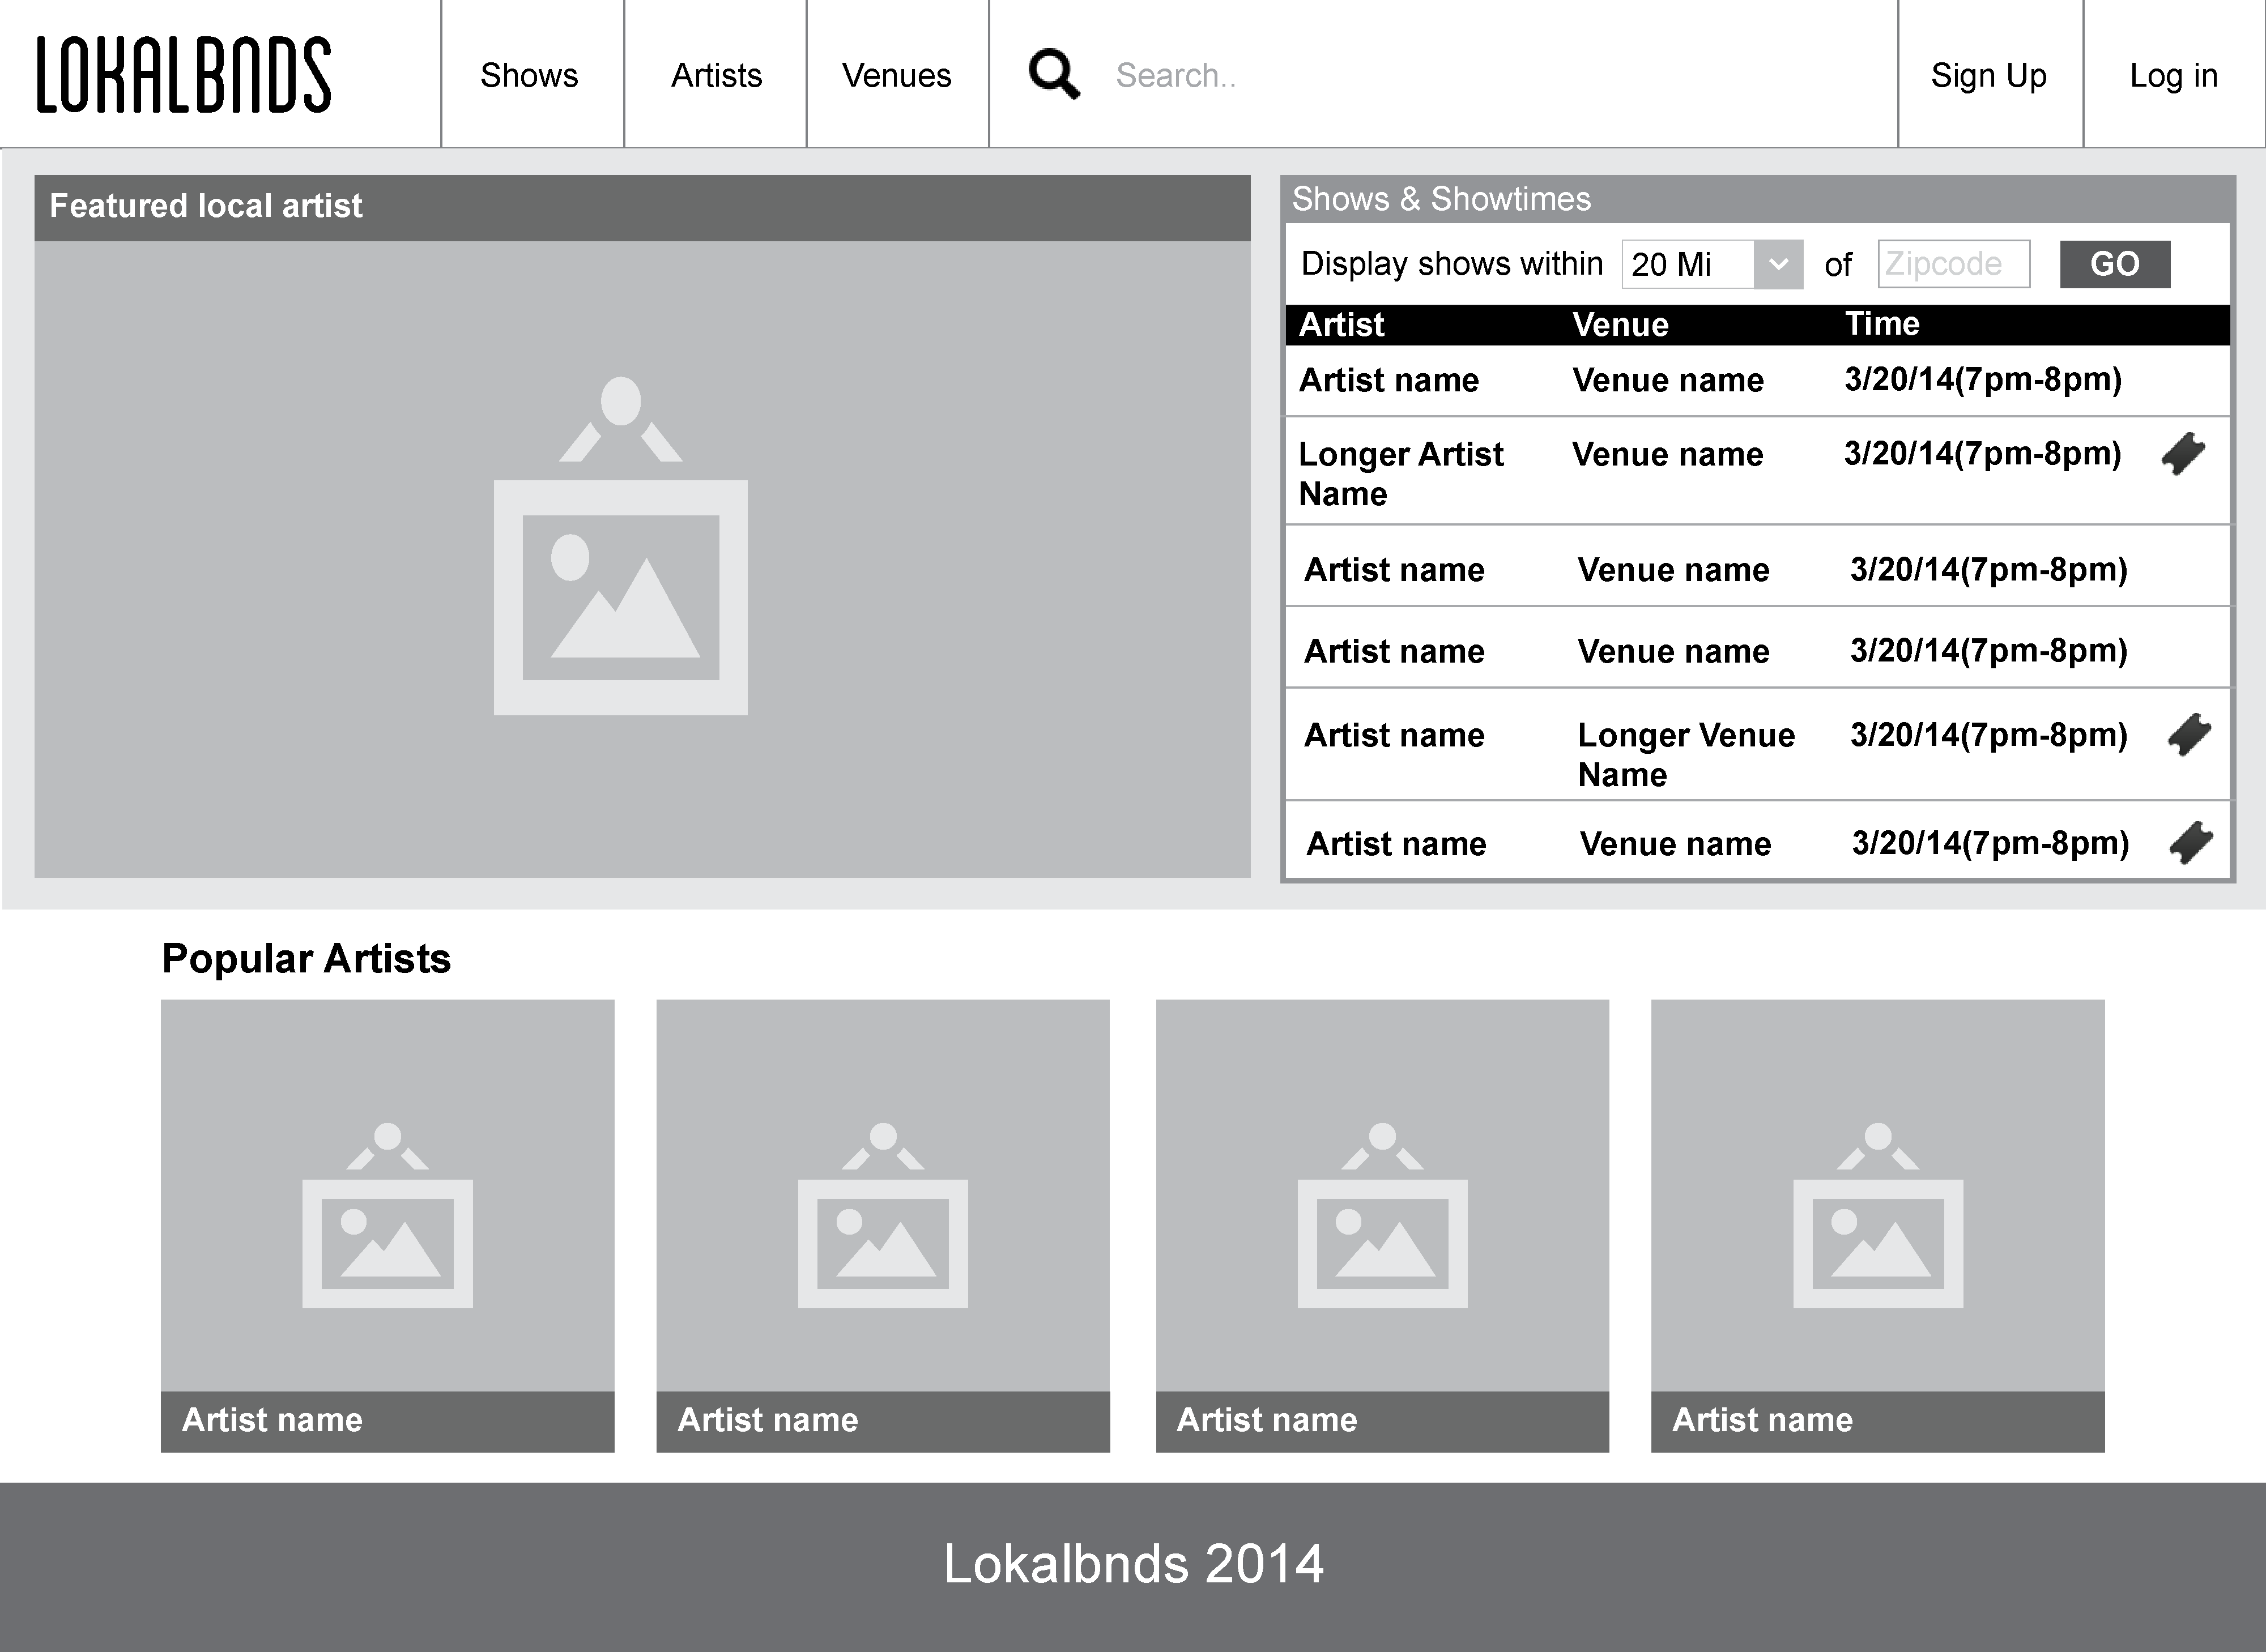 LOKALBNDS
Shows
Artists
Venues
Search..
Sign Up
Log in
Featured local artist
Shows & Showtimes
Display shows within 20 Mi of Zipcode GO
Artist Venue Time
Artist name Venue name 3/20/14(7pm-8pm)
Longer Artist Venue name 3/20/14(7pm-8pm)
Name
Artist name Venue name 3/20/14(7pm-8pm)
Artist name Venue name 3/20/14(7pm-8pm)
Artist name Longer Venue 3/20/14(7pm-8pm)
Name
Artist name Venue name 3/20/14(7pm-8pm)
Popular Artists
Artist name
Artist name
Artist name
Artist name
Lokalbnds 2014